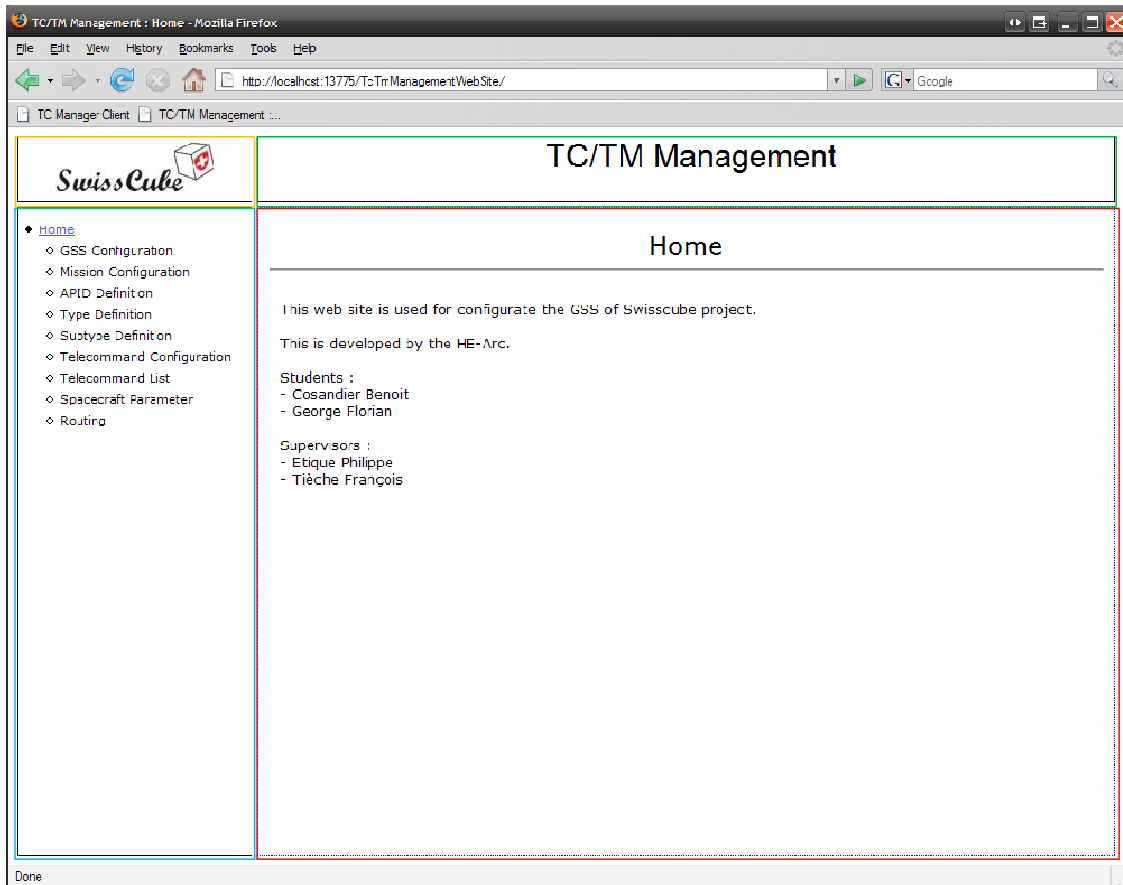 TC/TM Management : Home - Mozilla Firefox
File Edit View History Bookmarks Tools Help
http://localhost:13775/TcTmManagementWebSite/
G Google
TC Manager Client TC/TM Management :...
SwissCube
TC/TM Management
Home
GSS Configuration
Mission Configuration
APID Definition
Type Definition
Subtype Definition
Telecommand Configuration
Telecommand List
Spacecraft Parameter
Routing
Home
This web site is used for configurate the GSS of Swisscube project.
This is developed by the HE-Arc.
Students :
- Cosandier Benoit
- George Florian
Supervisors :
- Etique Philippe
- Tièche François
Done